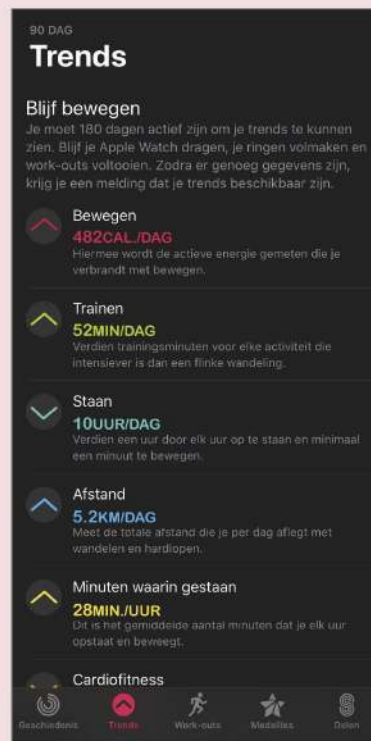 90 DAG
Trends
Blijf bewegen
Je moet 180 dagen actief zijn om je trends te kunnen
zien. Blijf je Apple Watch dragen, je ringen volmaken en
work-outs voltooien. Zodra er genoeg gegevens zijn,
krijg je een melding dat je trends beschikbaar zijn.
Bewegen
482CAL./DAG
Hiermee wordt de actieve energie gemeten die je
verbrandt met bewegen.
Trainen
52MIN/DAG
Verdien trainingsminuten voor elke activiteit die
intensiever is dan een flinke wandeling.
Staan
10UUR/DAG
Verdien een uur door elk uur op te staan en minimaal
een minuut te bewegen.
Afstand
5.2KM/DAG
Meet de totale afstand die je per dag aflegt met
wandelen en hardlopen.
Minuten waarin gestaan
28MIN./UUR
Dit is het gemiddelde aantal minuten dat je elk uur
opstaat en beweegt.
Cardiofitness
Geschiedenis Trends Work-outs Medailles Delen